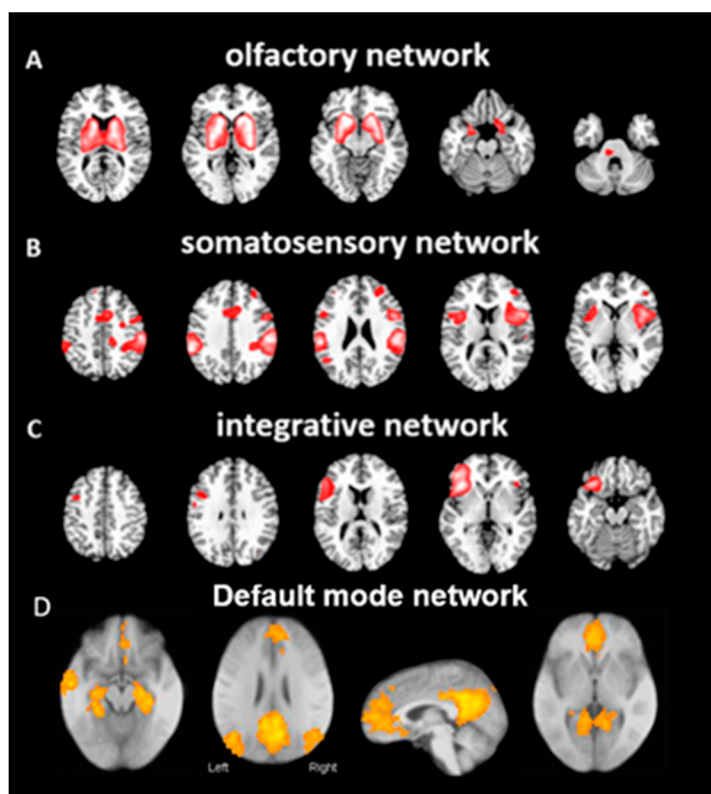 A
olfactory network
B
somatosensory network
C
integrative network
D
Default mode network
Left Right